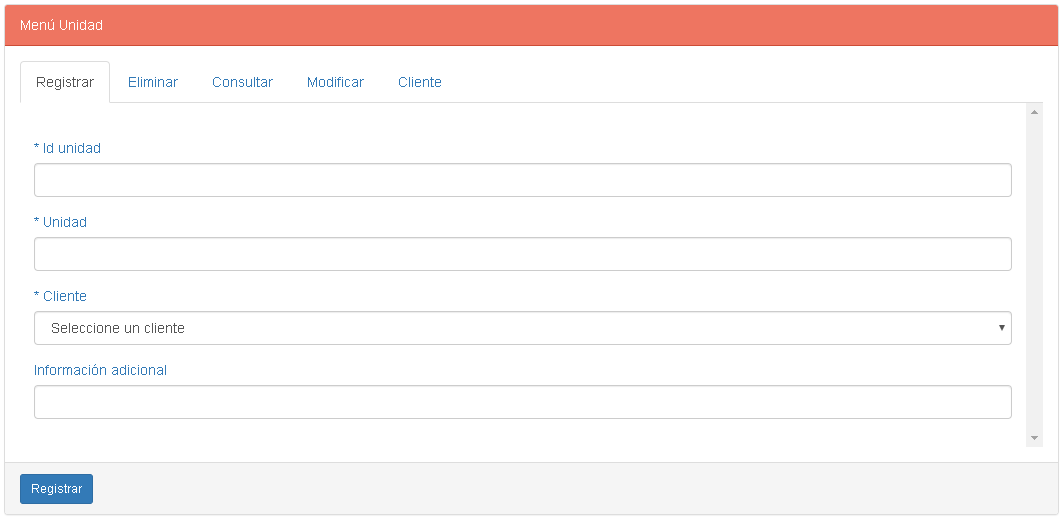 Menú Unidad
Registrar Eliminar Consultar Modificar Cliente
* Id unidad
* Unidad
* Cliente
Seleccione un cliente
Información adicional
Registrar